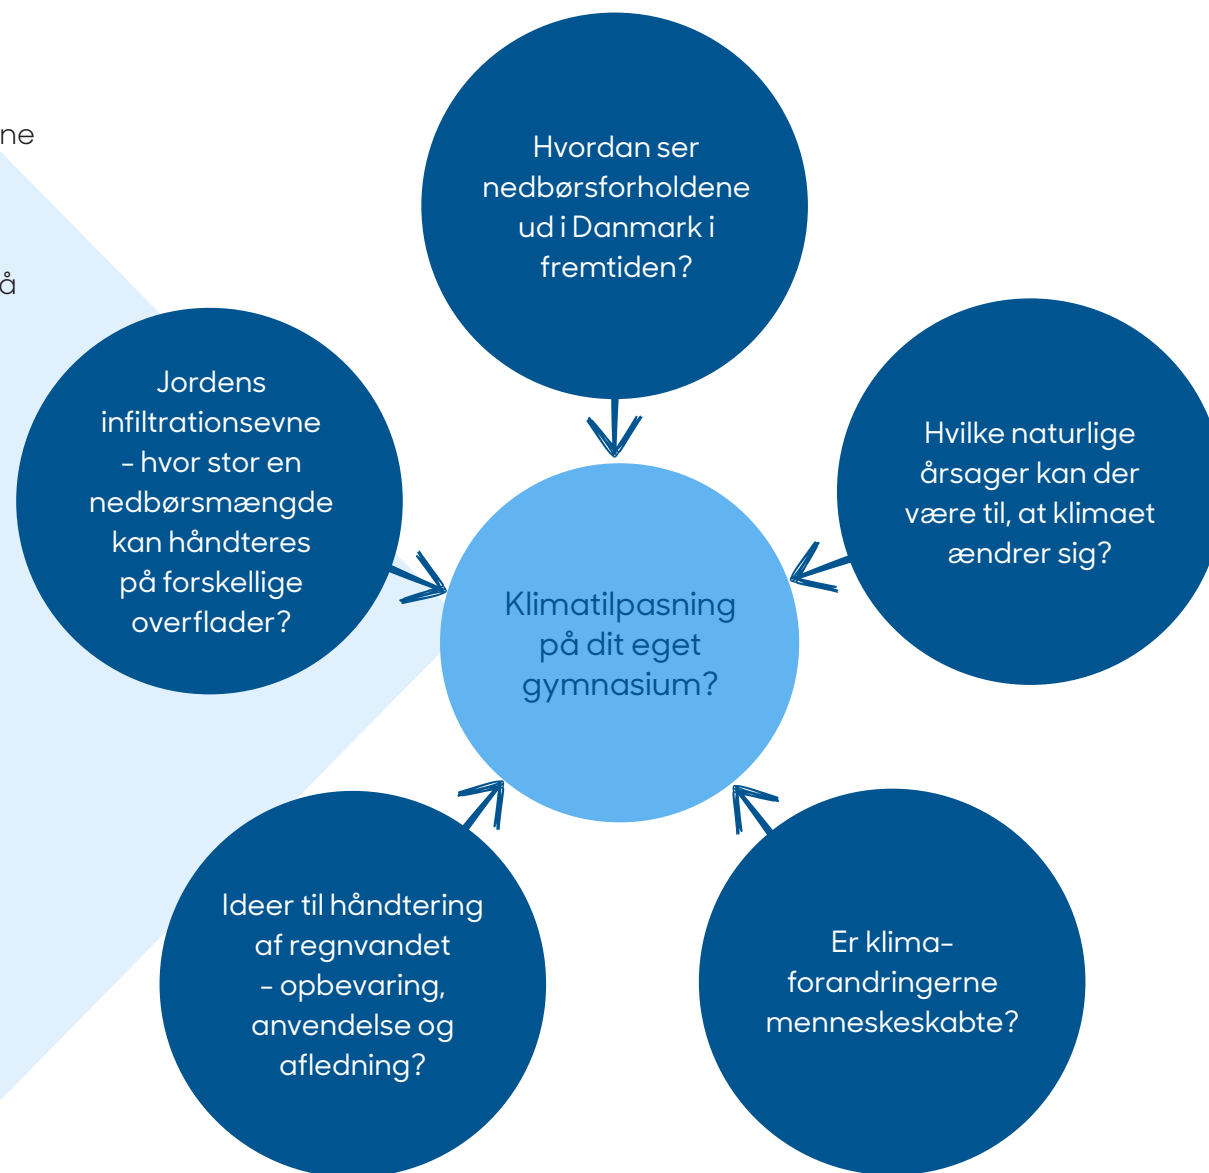 ne
å
Hvordan ser
nedbørsforholdene
ud i Danmark i
fremtiden?
Jordens
infiltrationsevne
– hvor stor en
nedbørsmængde
kan håndteres
på forskellige
overflader?
Hvilke naturlige
årsager kan der
være til, at klimaet
ændrer sig?
Klimatilpasning
på dit eget
gymnasium?
Ideer til håndtering
af regnvandet
– opbevaring,
anvendelse og
afledning?
Er klima-
forandringerne
menneskeskabte?